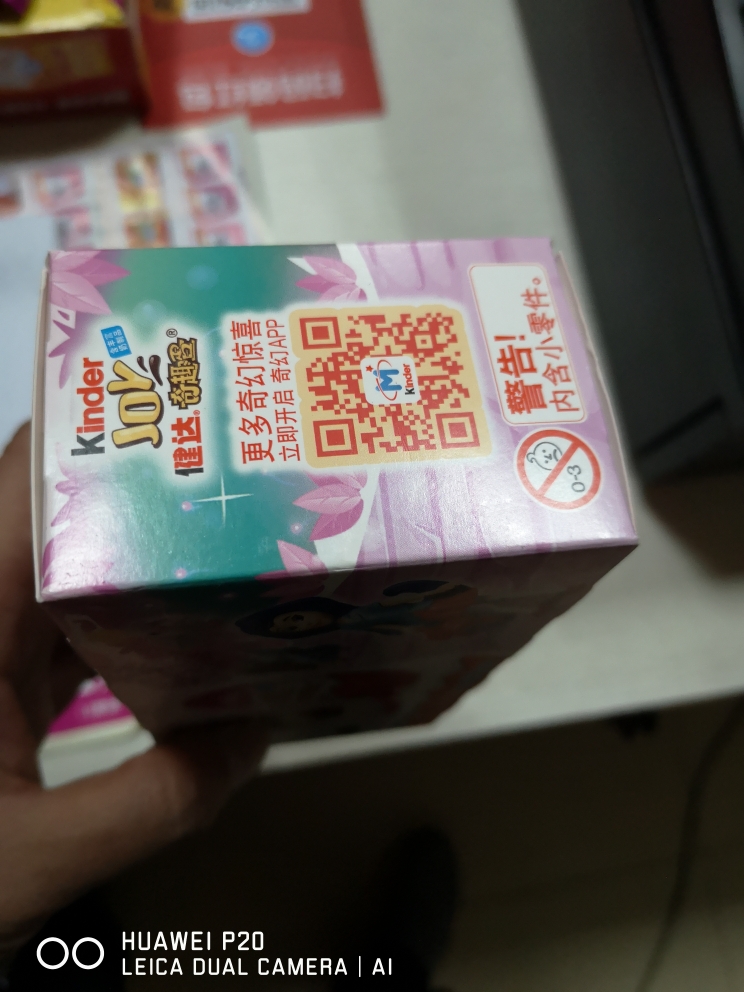 Kinder
JOY
健达®奇趣蛋®
更多奇幻惊喜
立即开启 奇幻APP
Kinder
警告!
内含小零件。
0-3
HUAWEI P20
LEICA DUAL CAMERA | AI